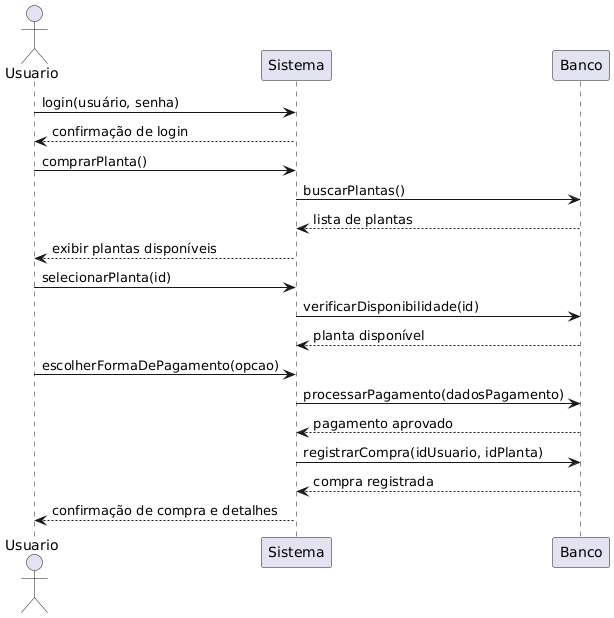 Usuario
Sistema
Banco
login(usuário, senha)
confirmação de login
comprarPlanta()
buscarPlantas()
lista de plantas
exibir plantas disponíveis
selecionarPlanta(id)
verificarDisponibilidade(id)
planta disponível
escolherFormaDePagamento(opcao)
processarPagamento(dadosPagamento)
pagamento aprovado
registrarCompra(idUsuario, idPlanta)
compra registrada
confirmação de compra e detalhes
Usuario
Sistema
Banco